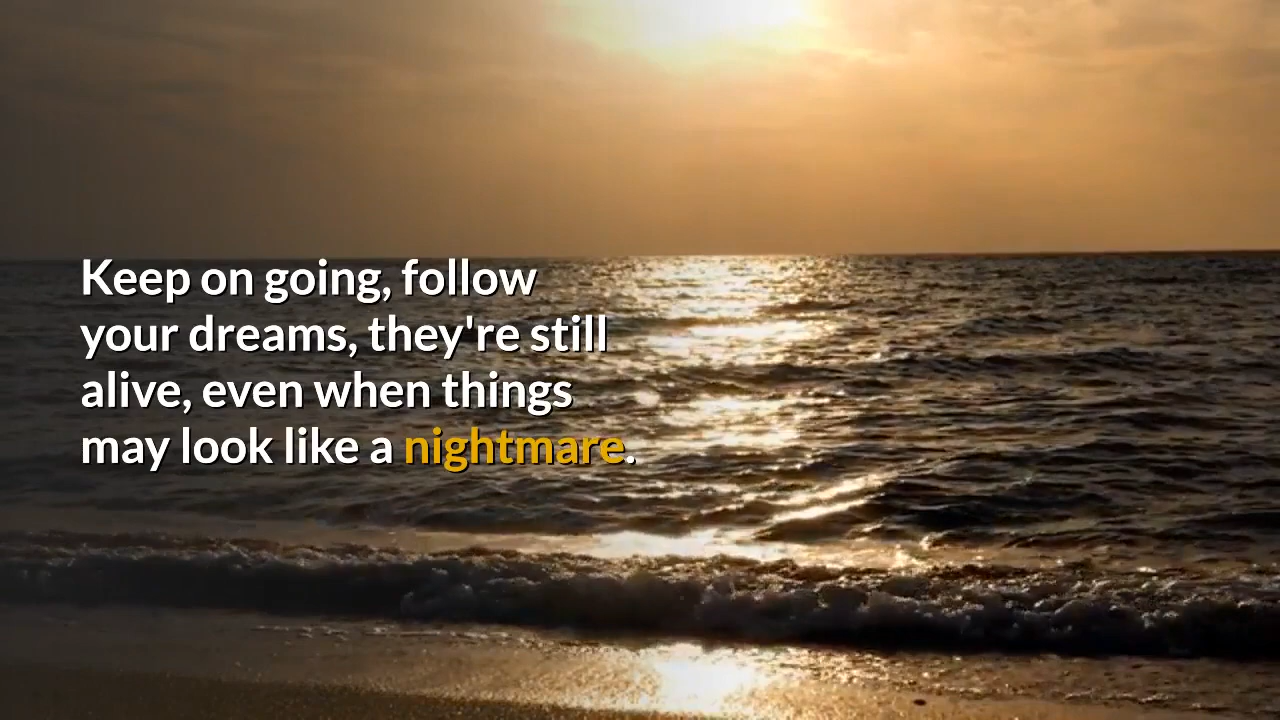 Keep on going, follow
your dreams, they're still
alive, even when things
may look like a nightmare.